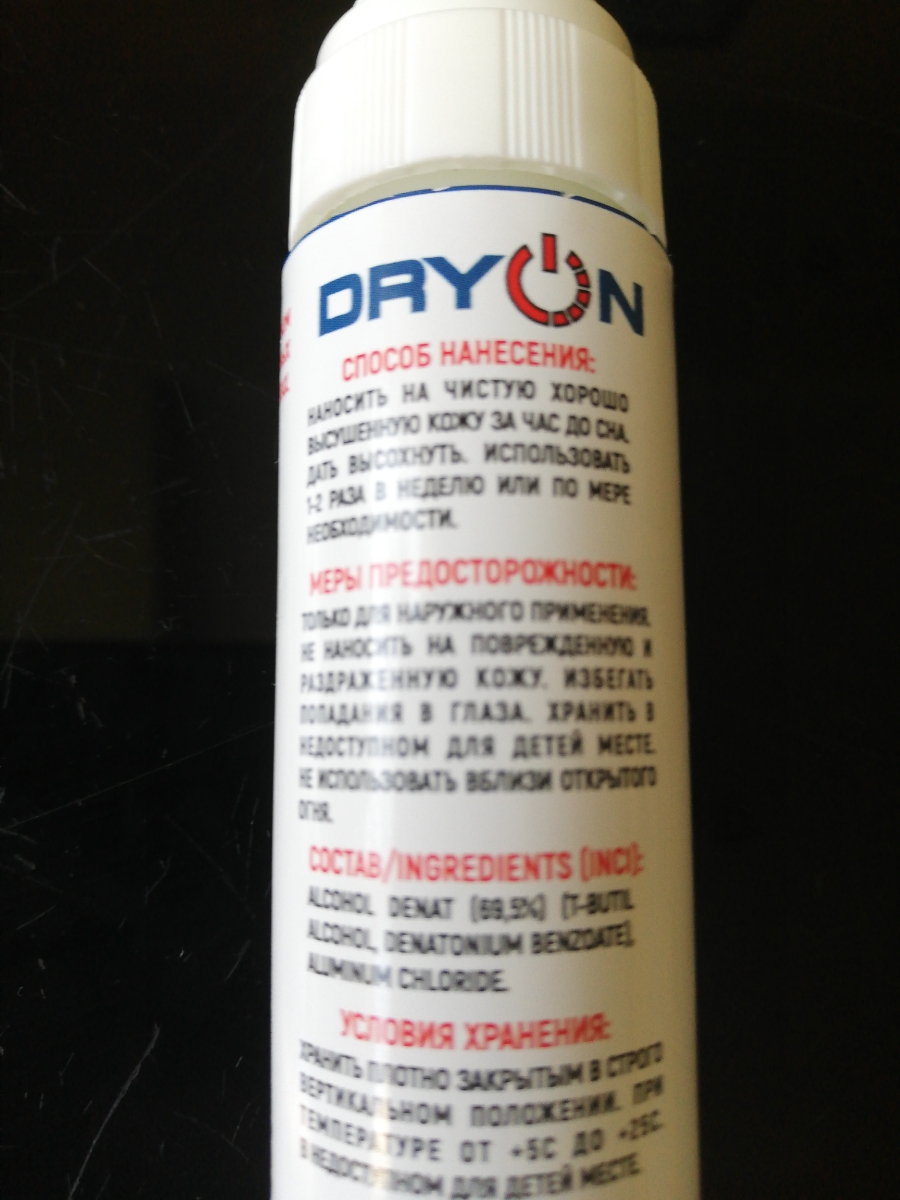 DRYON
СПОСОБ НАНЕСЕНИЯ:
НАНОСИТЬ НА ЧИСТУЮ ХОРОШО
ВЫСУШЕННУЮ КОЖУ ЗА ЧАС ДО СНА.
ДАТЬ ВЫСОХНУТЬ. ИСПОЛЬЗОВАТЬ
1-2 РАЗА В НЕДЕЛЮ ИЛИ ПО МЕРЕ
НЕОБХОДИМОСТИ.
МЕРЫ ПРЕДОСТОРОЖНОСТИ:
ТОЛЬКО ДЛЯ НАРУЖНОГО ПРИМЕНЕНИЯ.
НЕ НАНОСИТЬ НА ПОВРЕЖДЕННУЮ И
РАЗДРАЖЕННУЮ КОЖУ. ИЗБЕГАТЬ
ПОПАДАНИЯ В ГЛАЗА. ХРАНИТЬ В
НЕДОСТУПНОМ ДЛЯ ДЕТЕЙ МЕСТЕ.
НЕ ИСПОЛЬЗОВАТЬ ВБЛИЗИ ОТКРЫТОГО
ОГНЯ.
СОСТАВ/INGREDIENTS (INCI):
ALCOHOL DENAT (69,5%) (T-BUTIL
ALCOHOL, DENATONIUM BENZOATE),
ALUMINUM CHLORIDE.
УСЛОВИЯ ХРАНЕНИЯ:
ХРАНИТЬ ПЛОТНО ЗАКРЫТЫМ В СТРОГО
ВЕРТИКАЛЬНОМ ПОЛОЖЕНИИ. ПРИ
ТЕМПЕРАТУРЕ ОТ +5С ДО +25С.
В НЕДОСТУПНОМ ДЛЯ ДЕТЕЙ МЕСТЕ.